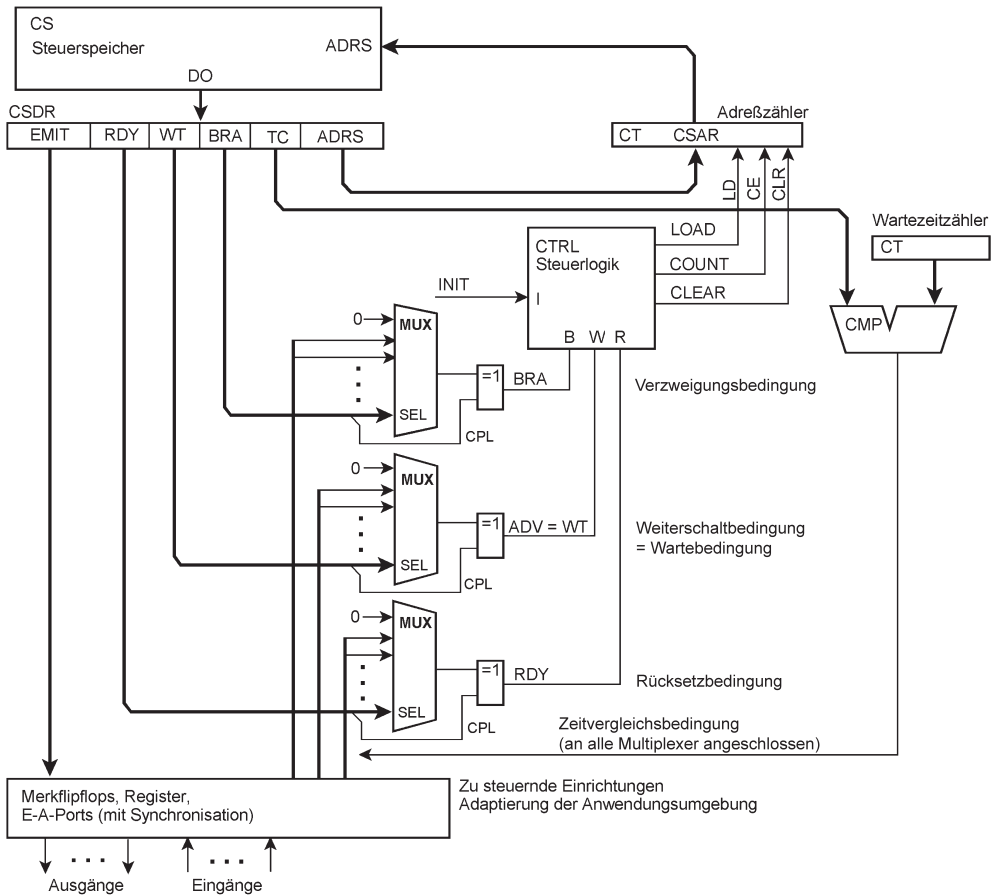 CS
Steuerspeicher
ADRS
DO
CSDR
EMIT RDY WT BRA TC ADRS
Adreßzähler
CT CSAR
LD
CE
CLR
Wartezeitzähler
CT
CTRL
Steuerlogik
LOAD
COUNT
CLEAR
INIT
I
B W R
CMP
0
MUX
=1
BRA
SEL
CPL
Verzweigungsbedingung
0
MUX
=1
ADV = WT
SEL
CPL
Weiterschaltbedingung
= Wartebedingung
0
MUX
=1
RDY
SEL
CPL
Rücksetzbedingung
Zeitvergleichsbedingung
(an alle Multiplexer angeschlossen)
Merkflipflops, Register,
E-A-Ports (mit Synchronisation)
Zu steuernde Einrichtungen
Adaptierung der Anwendungsumgebung
Ausgänge
Eingänge